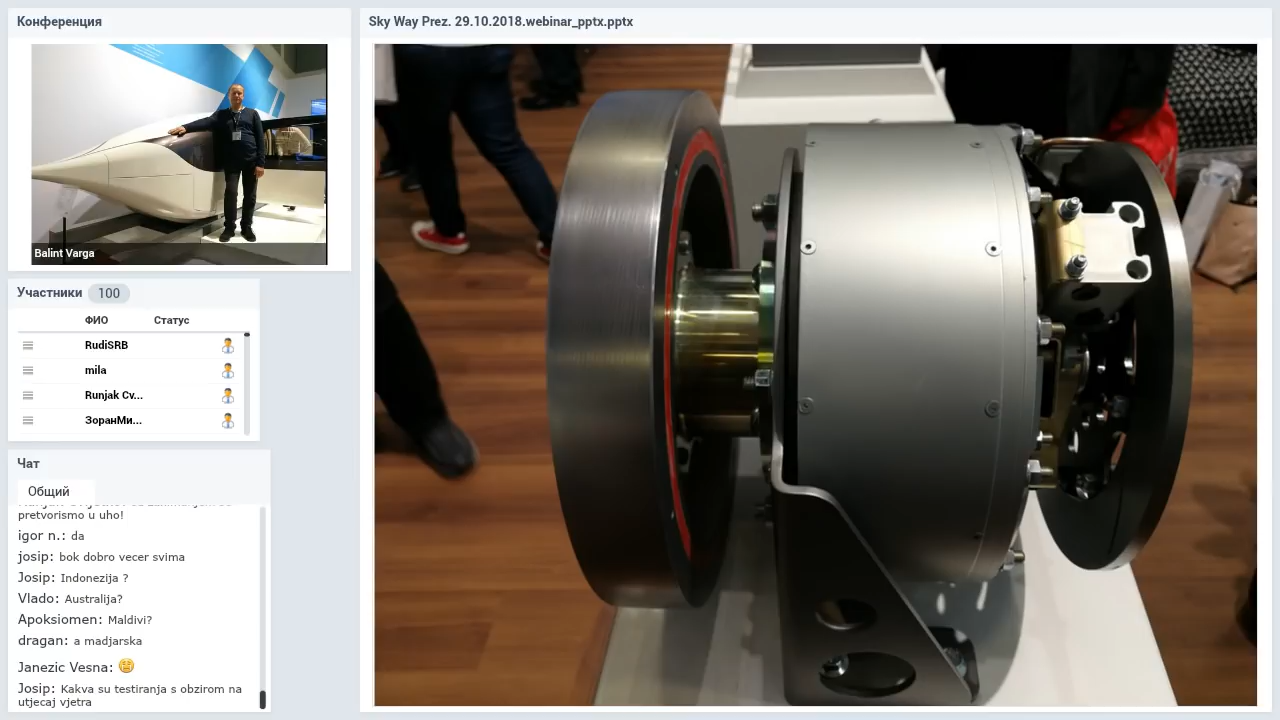 Конференция
Balint Varga
Участники 100
ФИО Статус
RudiSRB
mila
Runjak Cv...
ЗоранМи...
Чат
Общий
pretvorismo u uho!
igor n.: da
josip: bok dobro vecer svima
Josip: Indonezija ?
Vlado: Australija?
Apoksiomen: Maldivi?
dragan: a madjarska
Janezic Vesna:
Josip: Kakva su testiranja s obzirom na
utjecaj vjetra
Sky Way Prez. 29.10.2018.webinar_pptx.pptx